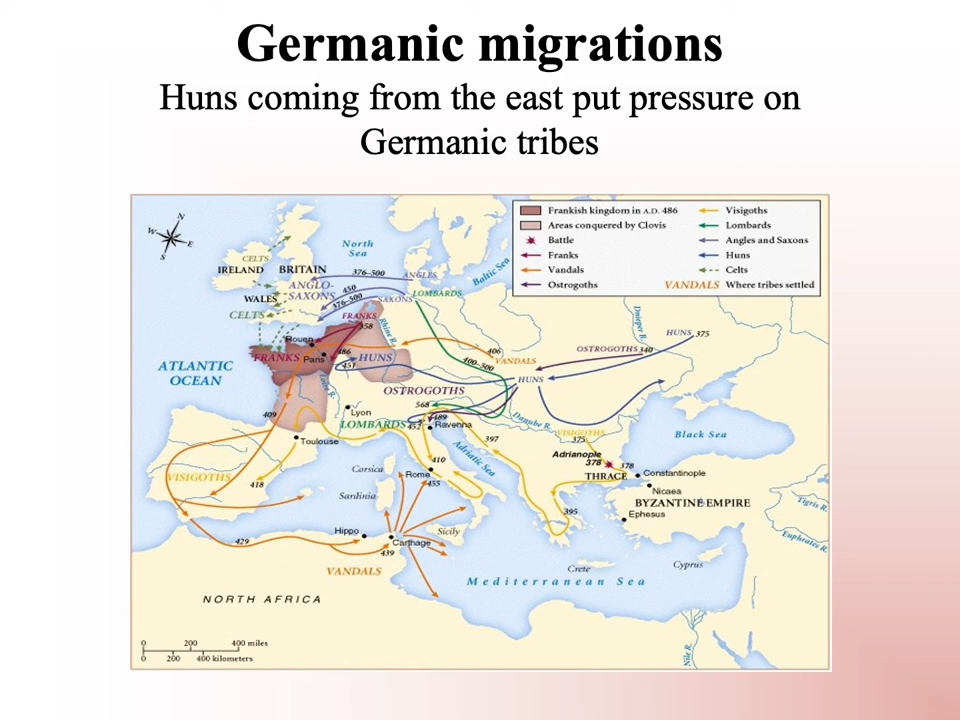 Germanic migrations
Huns coming from the east put pressure on
Germanic tribes
N
W
E
S
Frankish kingdom in A.D. 486
Areas conquered by Clovis
Battle
Franks
Vandals
Ostrogoths
Visigoths
Lombards
Angles and Saxons
Huns
Celts
VANDALS Where tribes settled
North
Sea
Baltic Sea
CELTS
IRELAND
BRITAIN
376–500
ANGLES
ANGLO-
SAXONS
450
376–500
SAXONS
LOMBARDS
WALES
CELTS
FRANKS
358
Rhine R.
Dnieper R.
HUNS 375
Rouen
FRANKS
Paris
486
451
HUNS
406
VANDALS
400–500
OSTROGOTHS 340
HUNS
ATLANTIC
OCEAN
Loire R.
OSTROGOTHS
568
409
Lyon
LOMBARDS
452
489
Ravenna
Danube R.
VISIGOTHS
375
Black Sea
Toulouse
397
Adriatic Sea
Adrianople
378
378
THRACE
Constantinople
Nicaea
BYZANTINE EMPIRE
Ephesus
VISIGOTHS
418
Corsica
410
Rome
455
Sardinia
395
Tigris R.
Euphrates R.
429
Hippo
Carthage
439
Sicily
VANDALS
Crete
Cyprus
Mediterranean Sea
NORTH AFRICA
Nile R.
0 200 400 miles
0 200 400 kilometers